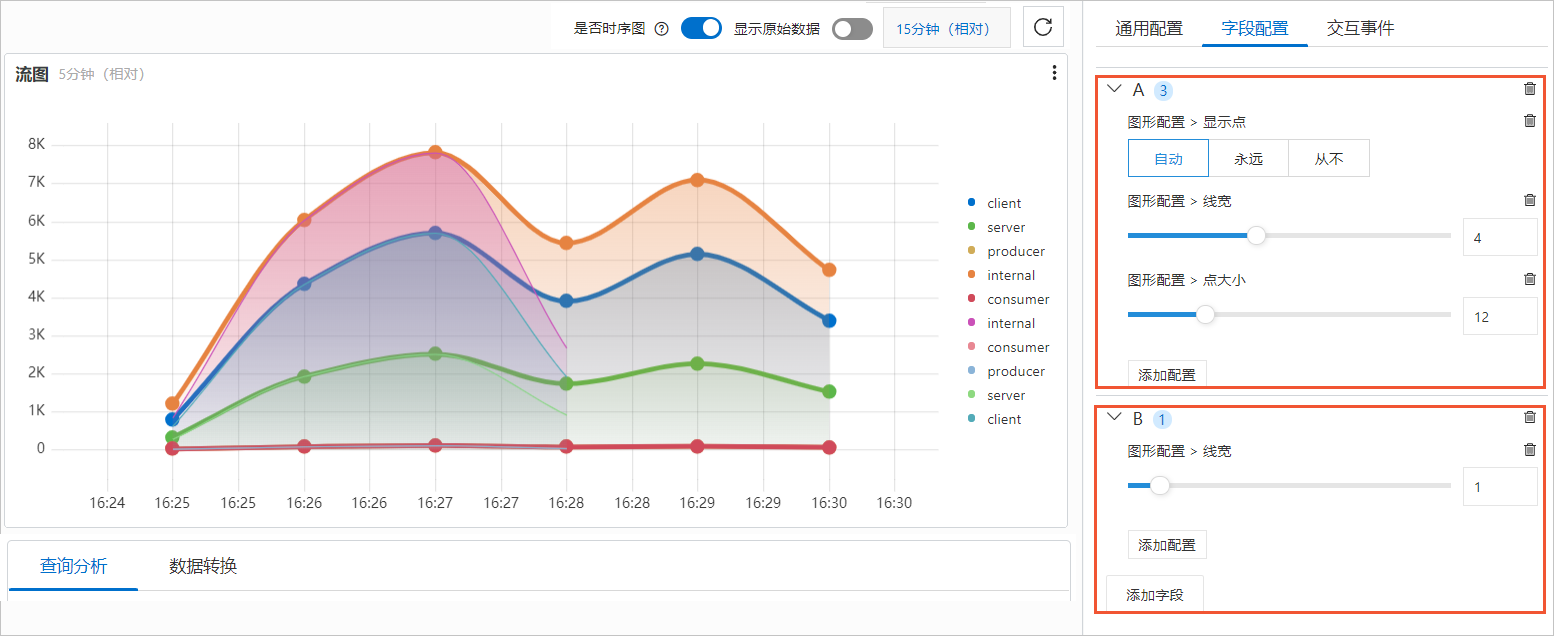 是否时序图 ? 显示原始数据 15分钟（相对）
流图 5分钟（相对）
8K
7K
6K
5K
4K
3K
2K
1K
0
16:24 16:25 16:25 16:26 16:26 16:27 16:27 16:28 16:28 16:29 16:29 16:30 16:30
client
server
producer
internal
consumer
internal
consumer
producer
server
client
查询分析 数据转换
通用配置 字段配置 交互事件
A 3
图形配置 > 显示点
自动 永远 从不
图形配置 > 线宽
4
图形配置 > 点大小
12
添加配置
B 1
图形配置 > 线宽
1
添加配置
添加字段